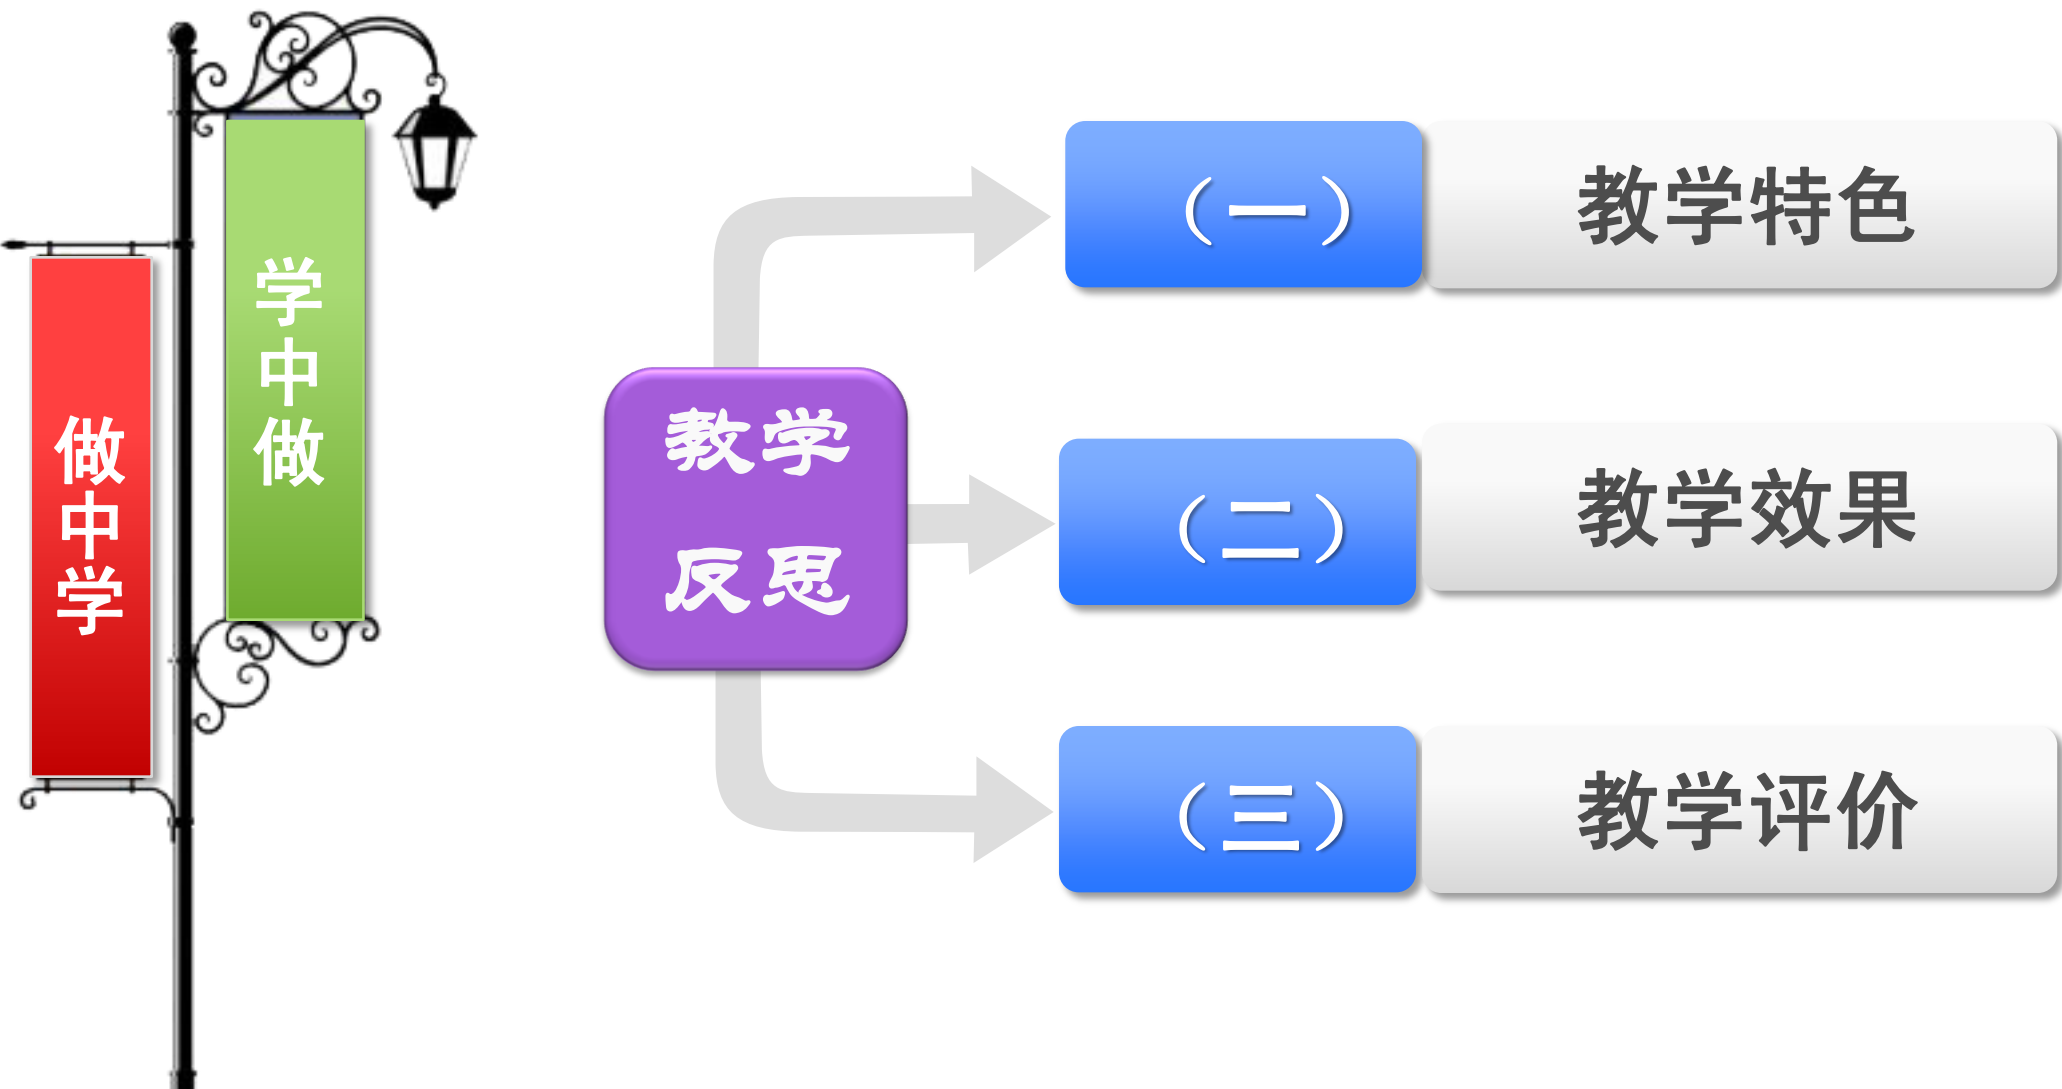 做中学
学中做
教学
反思
（一） 教学特色
（二） 教学效果
（三） 教学评价